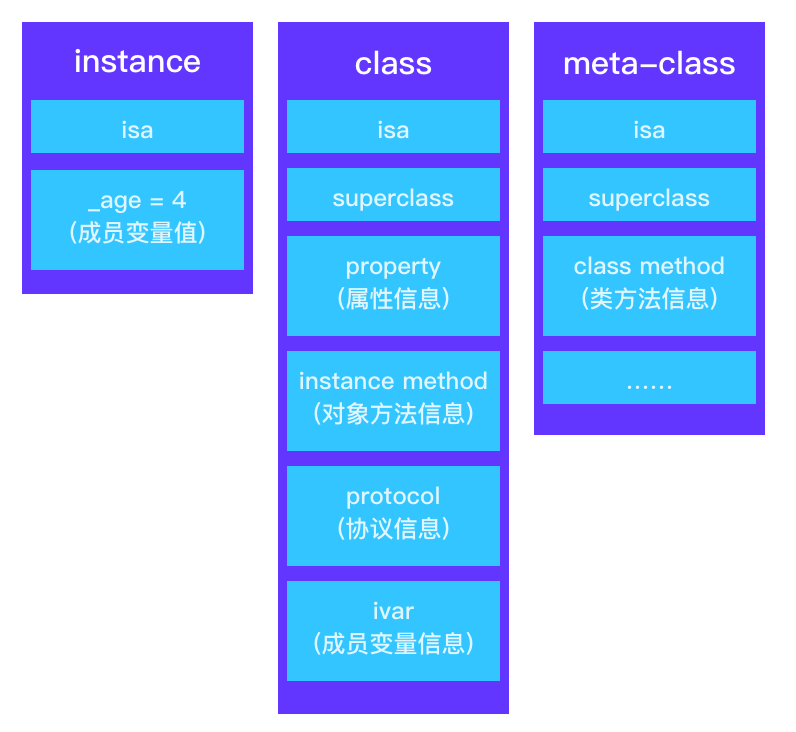 instance
isa
_age = 4
(成员变量值)
class
isa
superclass
property
(属性信息)
instance method
(对象方法信息)
protocol
(协议信息)
ivar
(成员变量信息)
meta-class
isa
superclass
class method
(类方法信息)
......